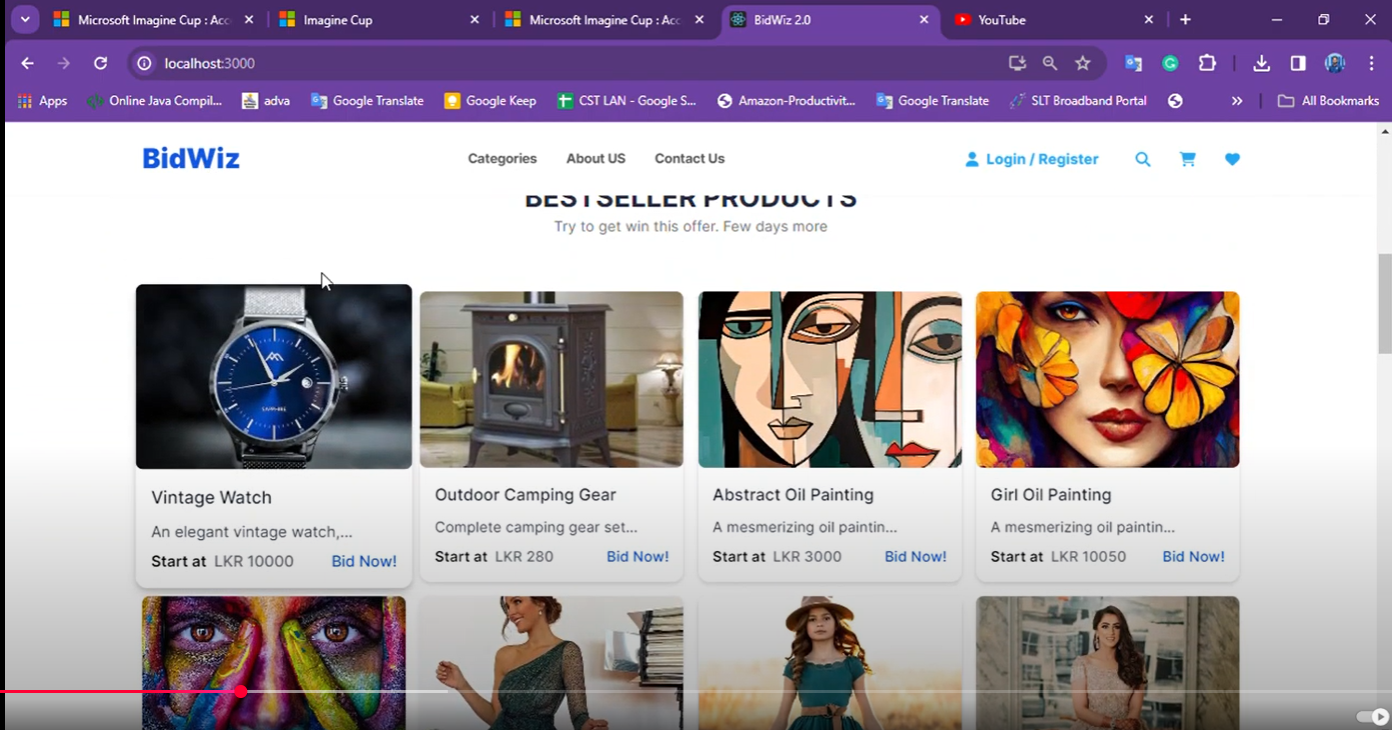 Microsoft Imagine Cup : Acc
Imagine Cup
Microsoft Imagine Cup : Acc
BidWiz 2.0
YouTube
localhost:3000
Apps
Online Java Compil...
adva
Google Translate
Google Keep
CST LAN - Google S...
Amazon-Productivit...
Google Translate
SLT Broadband Portal
All Bookmarks
BidWiz
Categories
About US
Contact Us
Login / Register
BESTSELLER PRODUCTS
Try to get win this offer. Few days more
Vintage Watch
An elegant vintage watch,...
Start at LKR 10000 Bid Now!
Outdoor Camping Gear
Complete camping gear set...
Start at LKR 280 Bid Now!
Abstract Oil Painting
A mesmerizing oil paintin...
Start at LKR 3000 Bid Now!
Girl Oil Painting
A mesmerizing oil paintin...
Start at LKR 10050 Bid Now!